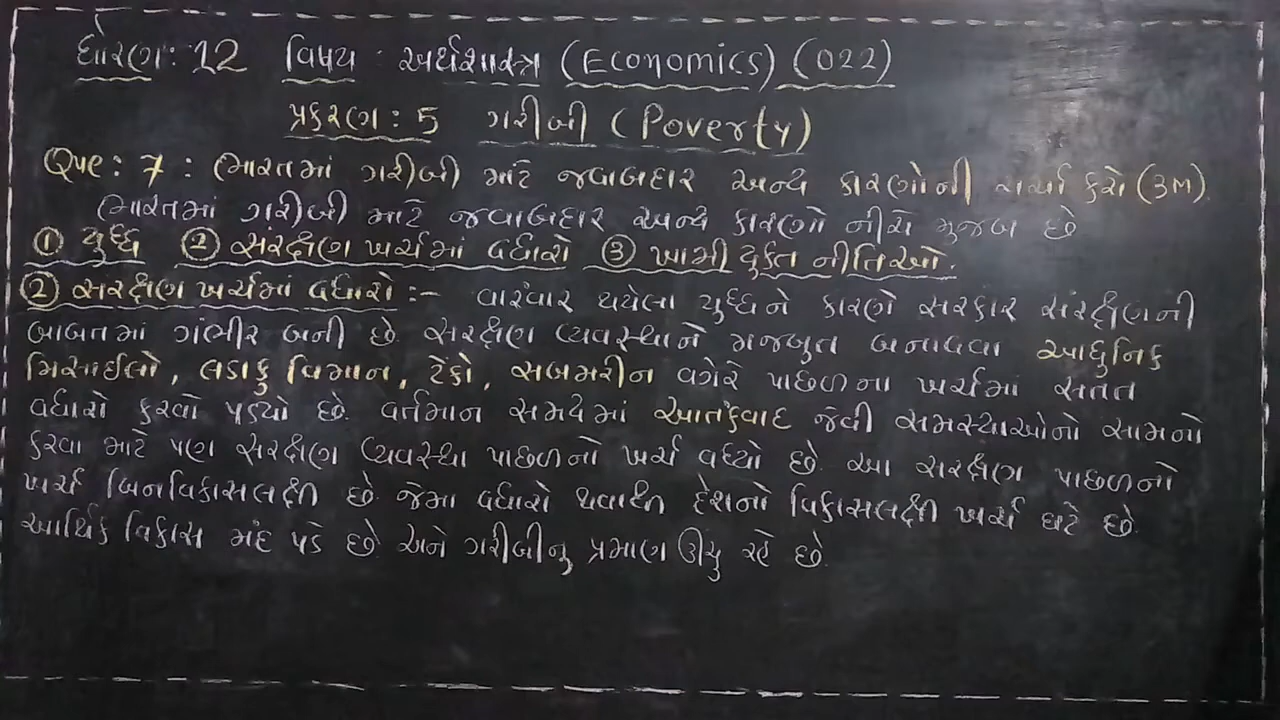 ધોરણ : 12 વિષય : અર્થશાસ્ત્ર (Economics) (022)
પ્રકરણ : 5 ગરીબી (Poverty)
Que : 7 : ભારતમાં ગરીબી માટે જવાબદાર અન્ય કારણોની ચર્ચા કરો (3M)
ભારતમાં ગરીબી માટે જવાબદાર અન્ય કારણો નીચે મુજબ છે
① યુદ્ધ ② સંરક્ષણ ખર્ચમાં વધારો ③ ખામી યુક્ત નીતિઓ.
② સંરક્ષણ ખર્ચમાં વધારો :- વારંવાર થયેલા યુદ્ધને કારણે સરકાર સંરક્ષણની
બાબતમાં ગંભીર બની છે. સંરક્ષણ વ્યવસ્થાને મજબુત બનાવવા આધુનિક
મિસાઈલો, લડાકુ વિમાન, ટેંકો, સબમરીન વગેરે પાછળના ખર્ચમાં સતત
વધારો કરવો પડ્યો છે. વર્તમાન સમયમાં આતંકવાદ જેવી સમસ્યાઓનો સામનો
કરવા માટે પણ સંરક્ષણ વ્યવસ્થા પાછળનો ખર્ચ વધ્યો છે. આ સરક્ષણ પાછળનો
ખર્ચ બિનવિકાસલક્ષી છે. જેમા વધારો થવાથી દેશનો વિકાસલક્ષી ખર્ચ ઘટે છે.
આર્થિક વિકાસ મંદ પડે છે. અને ગરીબીનુ પ્રમાણ ઊચુ રહે છે.